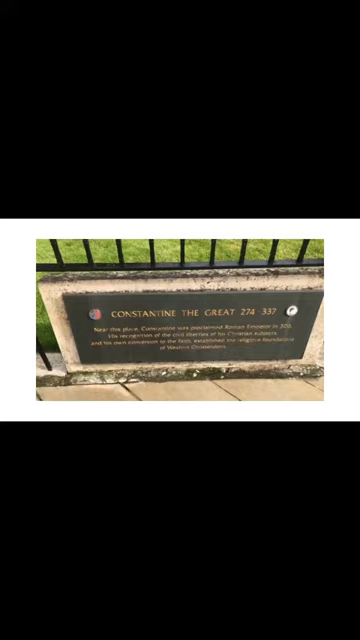 CONSTANTINE THE GREAT 274 - 337
Near this place, Constantine was proclaimed Roman Emperor in 306.
His recognition of the civil liberties of his Christian subjects
and his own conversion to the faith, established the religious foundations
of Western Christendom.